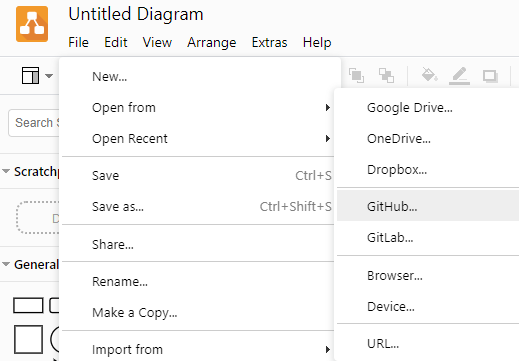 Untitled Diagram
File Edit View Arrange Extras Help
New...
Open from
Open Recent
Save Ctrl+S
Save as... Ctrl+Shift+S
Share...
Rename...
Make a Copy...
Import from
Google Drive...
OneDrive...
Dropbox...
GitHub...
GitLab...
Browser...
Device...
URL...
Search S
Scratchp
D
General